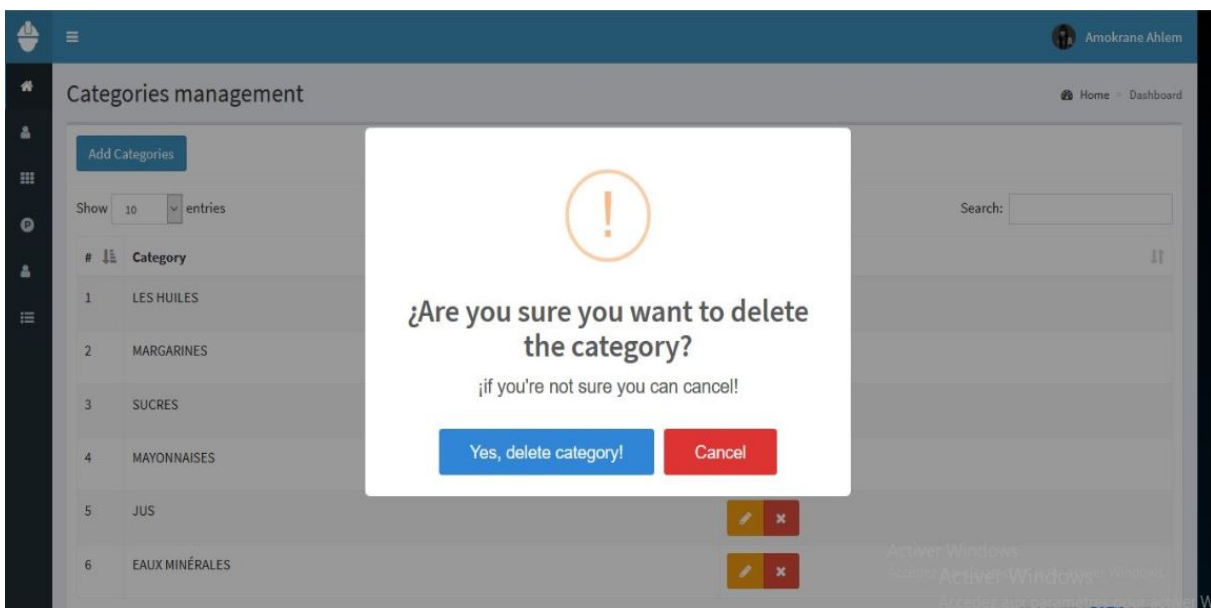 Amokrane Ahlem
Categories management
Home > Dashboard
Add Categories
Show 10 entries
Search:
# Category
1 LES HUILES
2 MARGARINES
3 SUCRES
4 MAYONNAISES
5 JUS
6 EAUX MINÉRALES
¿Are you sure you want to delete
the category?
¡if you're not sure you can cancel!
Yes, delete category!
Cancel
Activer Windows
Activer Windows